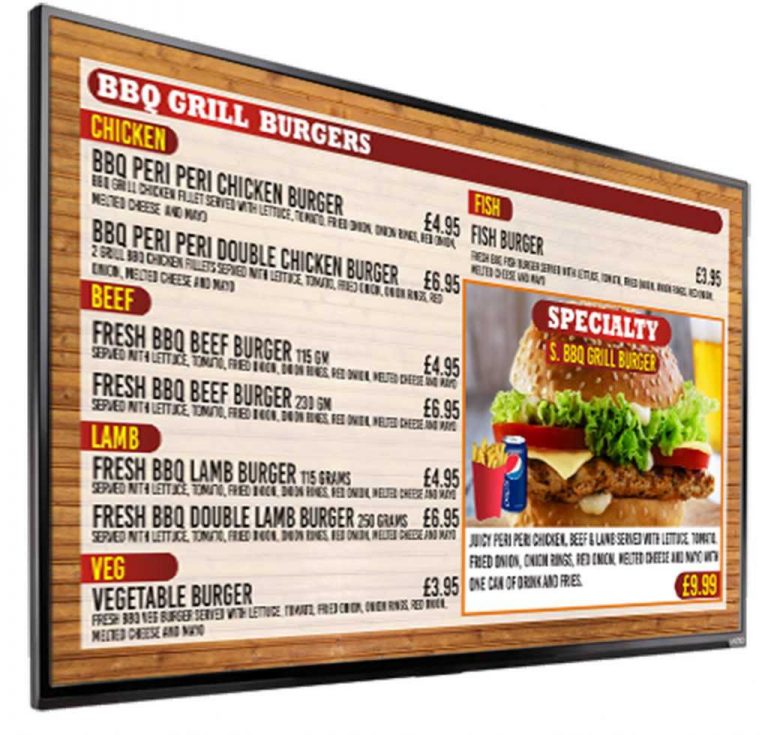 BBQ GRILL BURGERS
CHICKEN
BBQ PERI PERI CHICKEN BURGER
£4.95
BBQ GRILL CHICKEN FILLET SERVED WITH LETTUCE, TOMATO, FRIED ONION, ONION RINGS, RED ONION,
MELTED CHEESE AND MAYO
BBQ PERI PERI DOUBLE CHICKEN BURGER
£6.95
2 GRILL BBQ CHICKEN FILLETS SERVED WITH LETTUCE, TOMATO, FRIED ONION, ONION RINGS, RED
ONION, MELTED CHEESE AND MAYO
BEEF
FRESH BBQ BEEF BURGER 115 GM
£4.95
SERVED WITH LETTUCE, TOMATO, FRIED ONION, ONION RINGS, RED ONION, MELTED CHEESE AND MAYO
FRESH BBQ BEEF BURGER 230 GM
£6.95
SERVED WITH LETTUCE, TOMATO, FRIED ONION, ONION RINGS, RED ONION, MELTED CHEESE AND MAYO
LAMB
FRESH BBQ LAMB BURGER 115 GRAMS
£4.95
SERVED WITH LETTUCE, TOMATO, FRIED ONION, ONION RINGS, RED ONION, MELTED CHEESE AND MAYO
FRESH BBQ DOUBLE LAMB BURGER 250 GRAMS
£6.95
SERVED WITH LETTUCE, TOMATO, FRIED ONION, ONION RINGS, RED ONION, MELTED CHEESE AND MAYO
VEG
VEGETABLE BURGER
£3.95
FRESH BBQ VEG BURGER SERVED WITH LETTUCE, TOMATO, FRIED ONION, ONION RINGS, RED ONION,
MELTED CHEESE AND MAYO
FISH
FISH BURGER
£3.95
FRESH BBQ FISH BURGER SERVED WITH LETTUCE, TOMATO, FRIED ONION, ONION RINGS, RED ONION,
MELTED CHEESE AND MAYO
SPECIALTY
S. BBQ GRILL BURGER
pepsi
JUICY PERI PERI CHICKEN, BEEF & LAMB SERVED WITH LETTUCE, TOMATO,
FRIED ONION, ONION RINGS, RED ONION, MELTED CHEESE AND MAYO WITH
ONE CAN OF DRINK AND FRIES.
£9.99
VIZIO